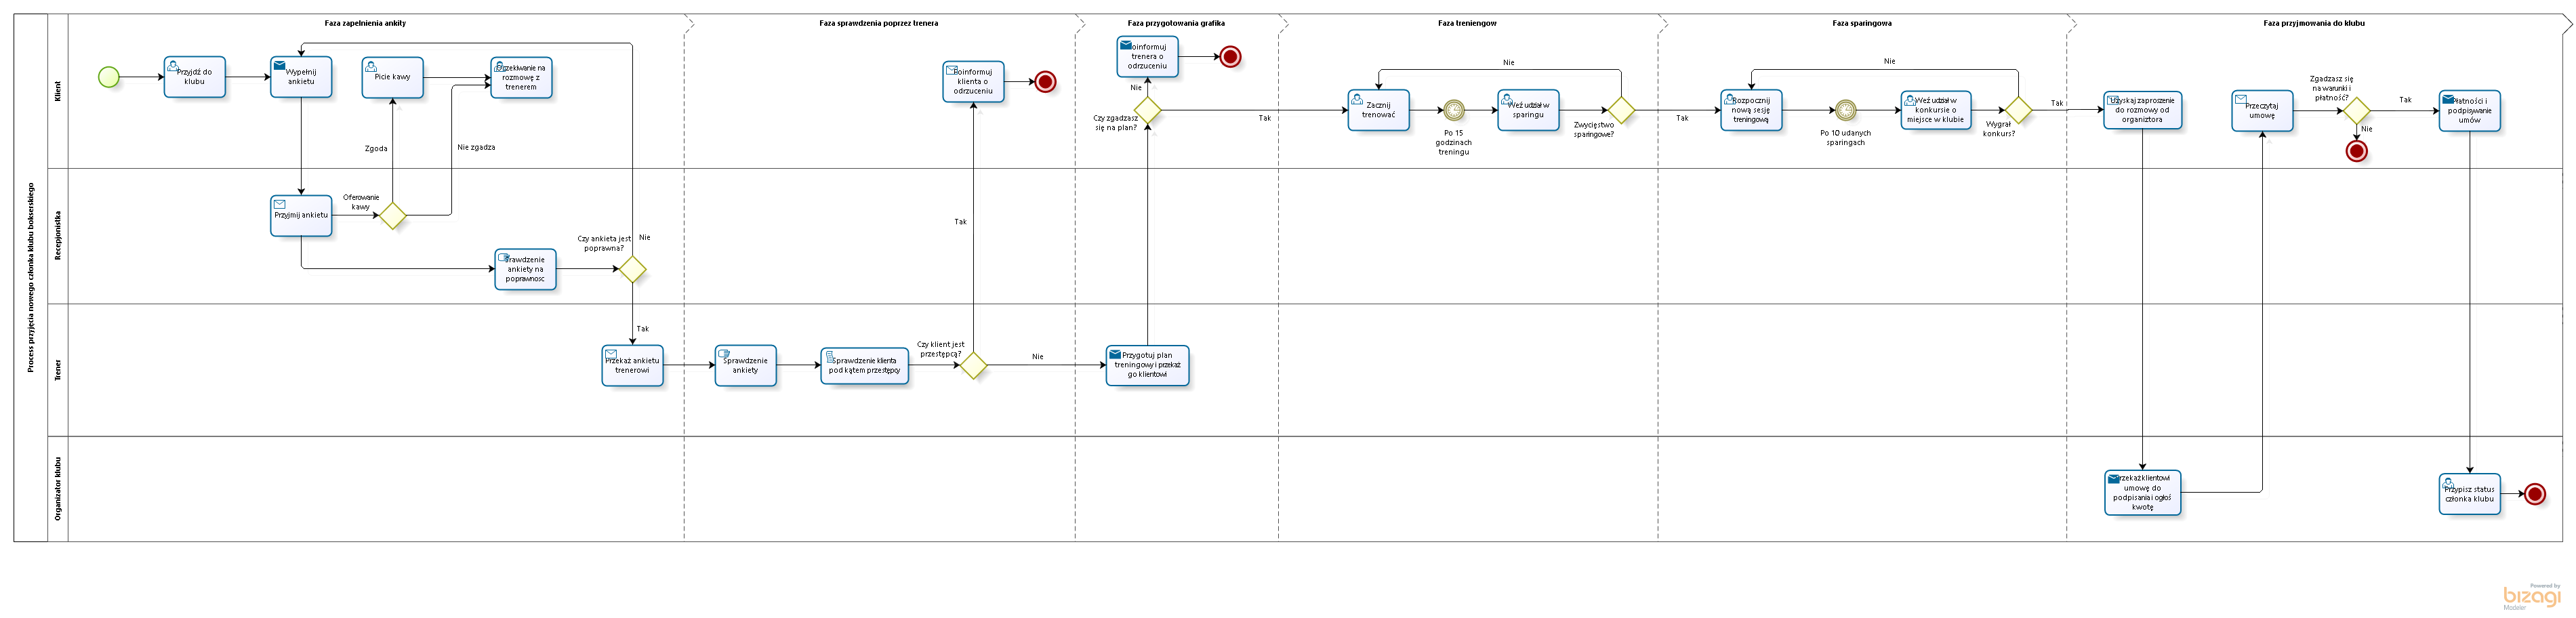 Faza zapełnienia ankity
Faza sprawdzenia poprzez trenera
Faza przygotowania grafika
Faza treniengow
Faza sparingowa
Faza przyjmowania do klubu
Process przyjęcia nowego członka klubu bokserskiego
Klient
Przyjdź do
klubu
Wypełnij
ankietu
Picie kawy
Oczekiwanie na
rozmowę z
trenerem
Zgoda
Nie zgadza
Poinformuj
klienta o
odrzuceniu
Tak
Poinformuj
trenera o
odrzuceniu
Nie
Czy zgadzasz
się na plan?
Tak
Nie
Zacznij
trenować
Po 15
godzinach
treningu
Weź udział w
sparingu
Zwycięstwo
sparingowe?
Tak
Nie
Rozpocznij
nową sesję
treningową
Po 10 udanych
sparingach
Weź udział w
konkursie o
miejsce w klubie
Wygrał
konkurs?
Tak
Uzyskaj zaproszenie
do rozmowy od
organiztora
Przeczytaj
umowę
Zgadzasz się
na warunki i
płatność?
Tak
Nie
Płatności i
podpisywanie
umów
Recepjonistka
Przyjmij ankietu
Oferowanie
kawy
ankiety na
poprawnosc
Czy ankieta jest
poprawna?
Nie
Tak
Trener
Przekaż ankietu
trenerowi
Sprawdzenie
ankiety
Sprawdzenie klienta
pod kątem przestępcy
Czy klient jest
przestępcą?
Nie
Przygotuj plan
treningowy i przekaż
go klientowi
Organizator klubu
Przekaż klientowi
umowę do
podpisania i ogłoś
kwotę
Przypisz status
członka klubu
Powered by
bizagi
Modeler